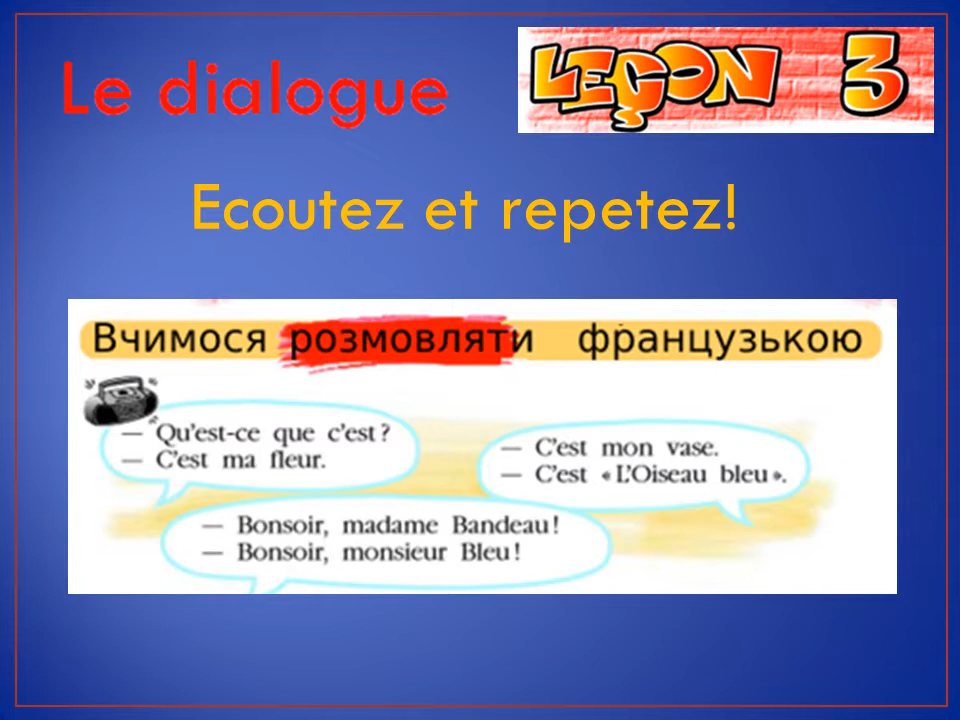 Le dialogue
LEÇON 3
Ecoutez et repetez!
Вчимося розмовляти французькою
— Qu'est-ce que c'est?
— C'est ma fleur.
— C'est mon vase.
— C'est «L'Oiseau bleu».
— Bonsoir, madame Bandeau!
— Bonsoir, monsieur Bleu!